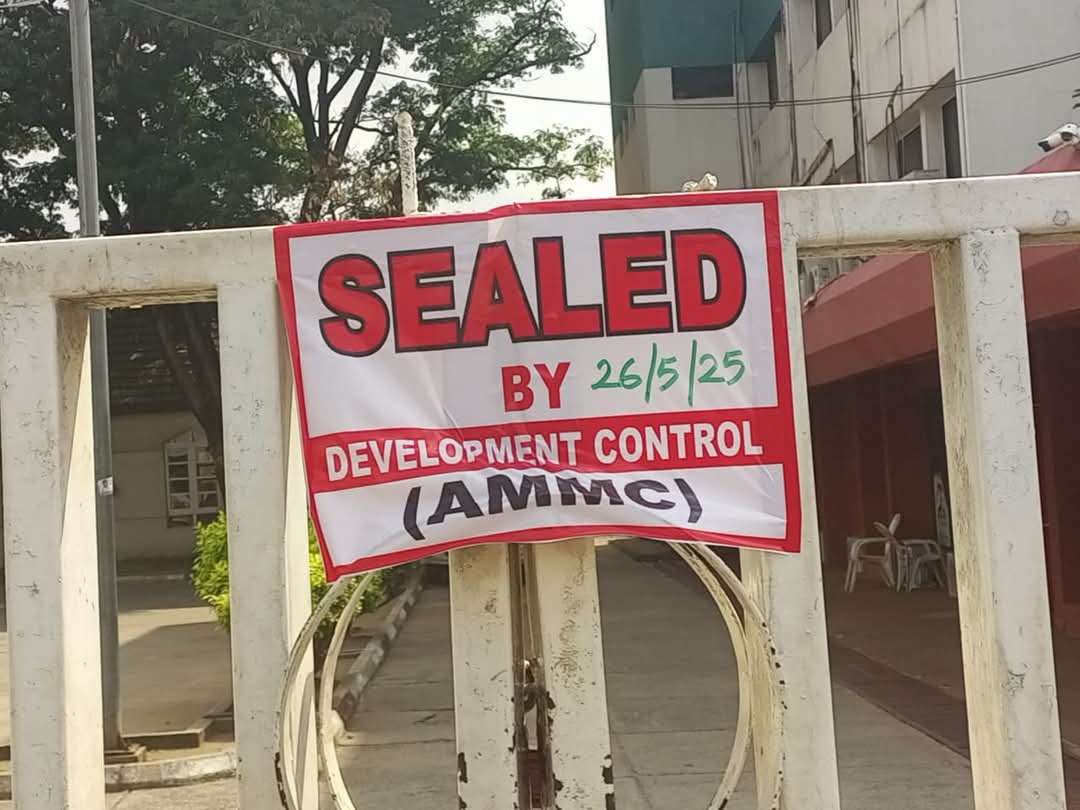 SEALED
BY 26/5/25
DEVELOPMENT CONTROL
(AMMC)